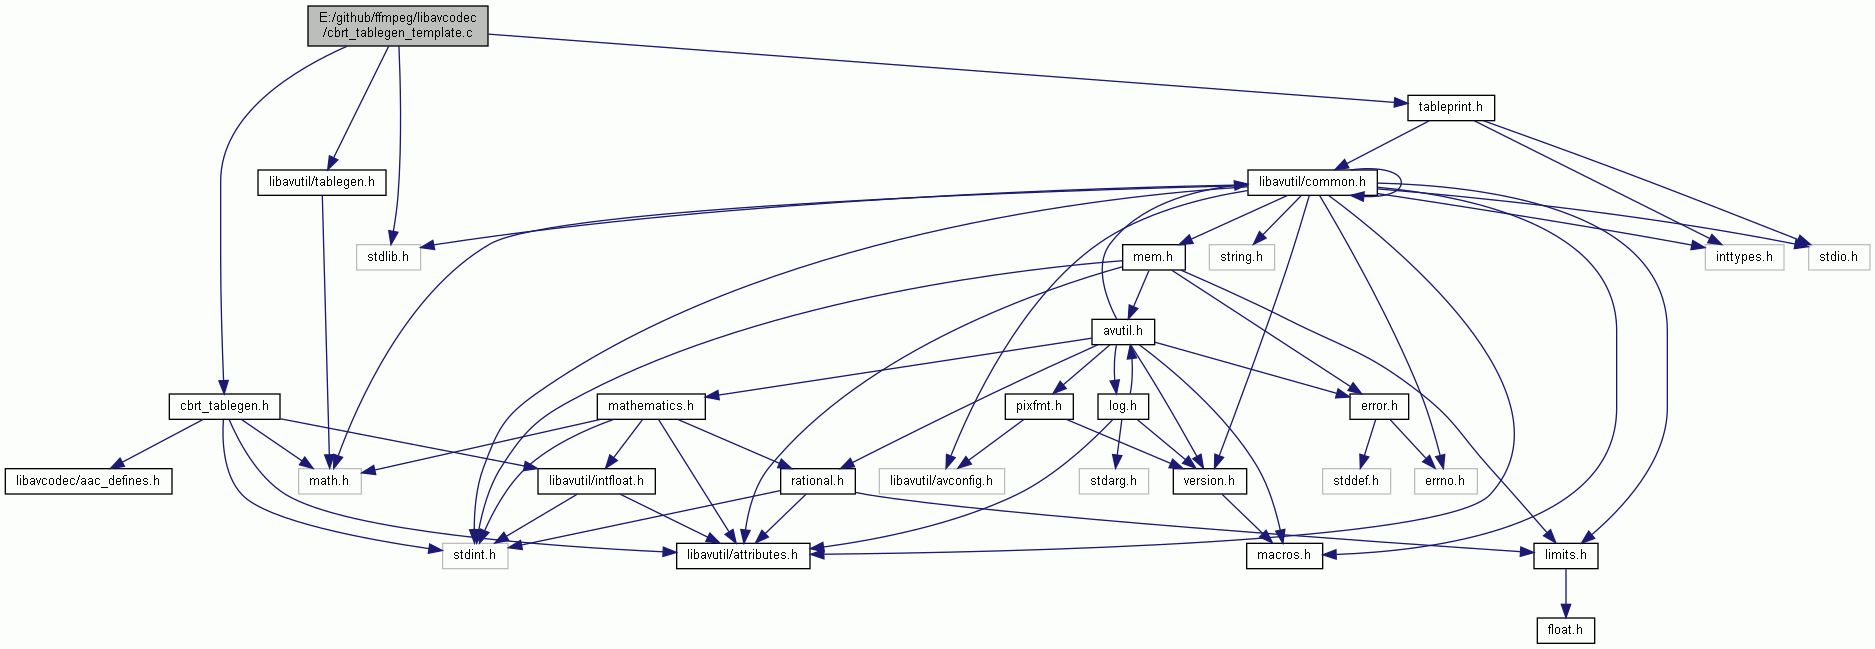 E:/github/ffmpeg/libavcodec
/cbrt_tablegen_template.c
tableprint.h
libavutil/tablegen.h
libavutil/common.h
stdlib.h
mem.h
string.h
inttypes.h
stdio.h
avutil.h
cbrt_tablegen.h
mathematics.h
pixfmt.h
log.h
error.h
libavcodec/aac_defines.h
math.h
libavutil/intfloat.h
rational.h
libavutil/avconfig.h
stdarg.h
version.h
stddef.h
errno.h
stdint.h
libavutil/attributes.h
macros.h
limits.h
float.h